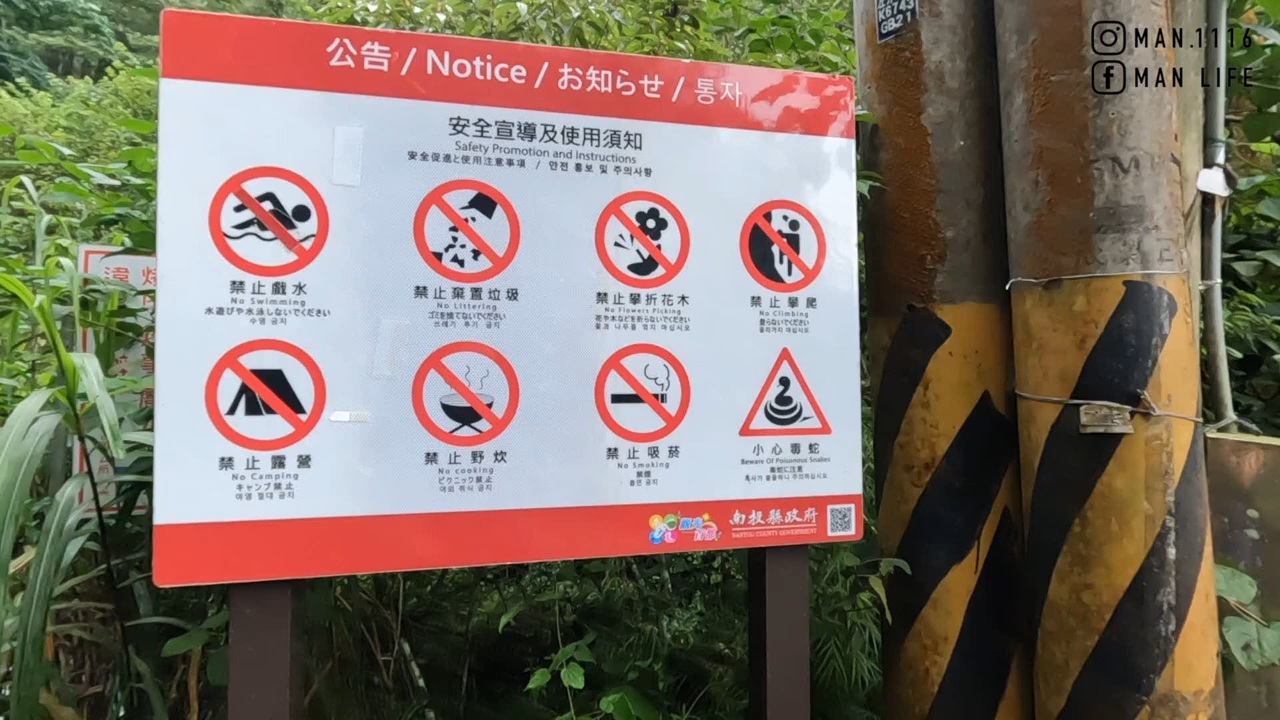 公告 / Notice / お知らせ / 통자
安全宣導及使用須知
Safety Promotion and Instructions
安全促進と使用注意事項 / 안전 홍보 및 주의사항
禁止戲水
No Swimming
水遊びや水泳しないでください
수영 금지
禁止棄置垃圾
No Littering
ゴミを捨てないでください
쓰레기 투기 금지
禁止攀折花木
No Flowers Picking
花や木などを折らないでください
꽃과 나무를 꺾지 마십시오
禁止攀爬
No Climbing
登らないでください
올라가지 마십시오
禁止露營
No Camping
キャンプ禁止
야영 절대 금지
禁止野炊
No cooking
ピクニック禁止
야외 취사 금지
禁止吸菸
No Smoking
禁煙
흡연 금지
小心毒蛇
Beware Of Poisonous Snakes
毒蛇に注意
주의하십시오
南投縣政府
NANTOU COUNTY GOVERNMENT
K6743
GB21
MAN.1116
MAN LIFE